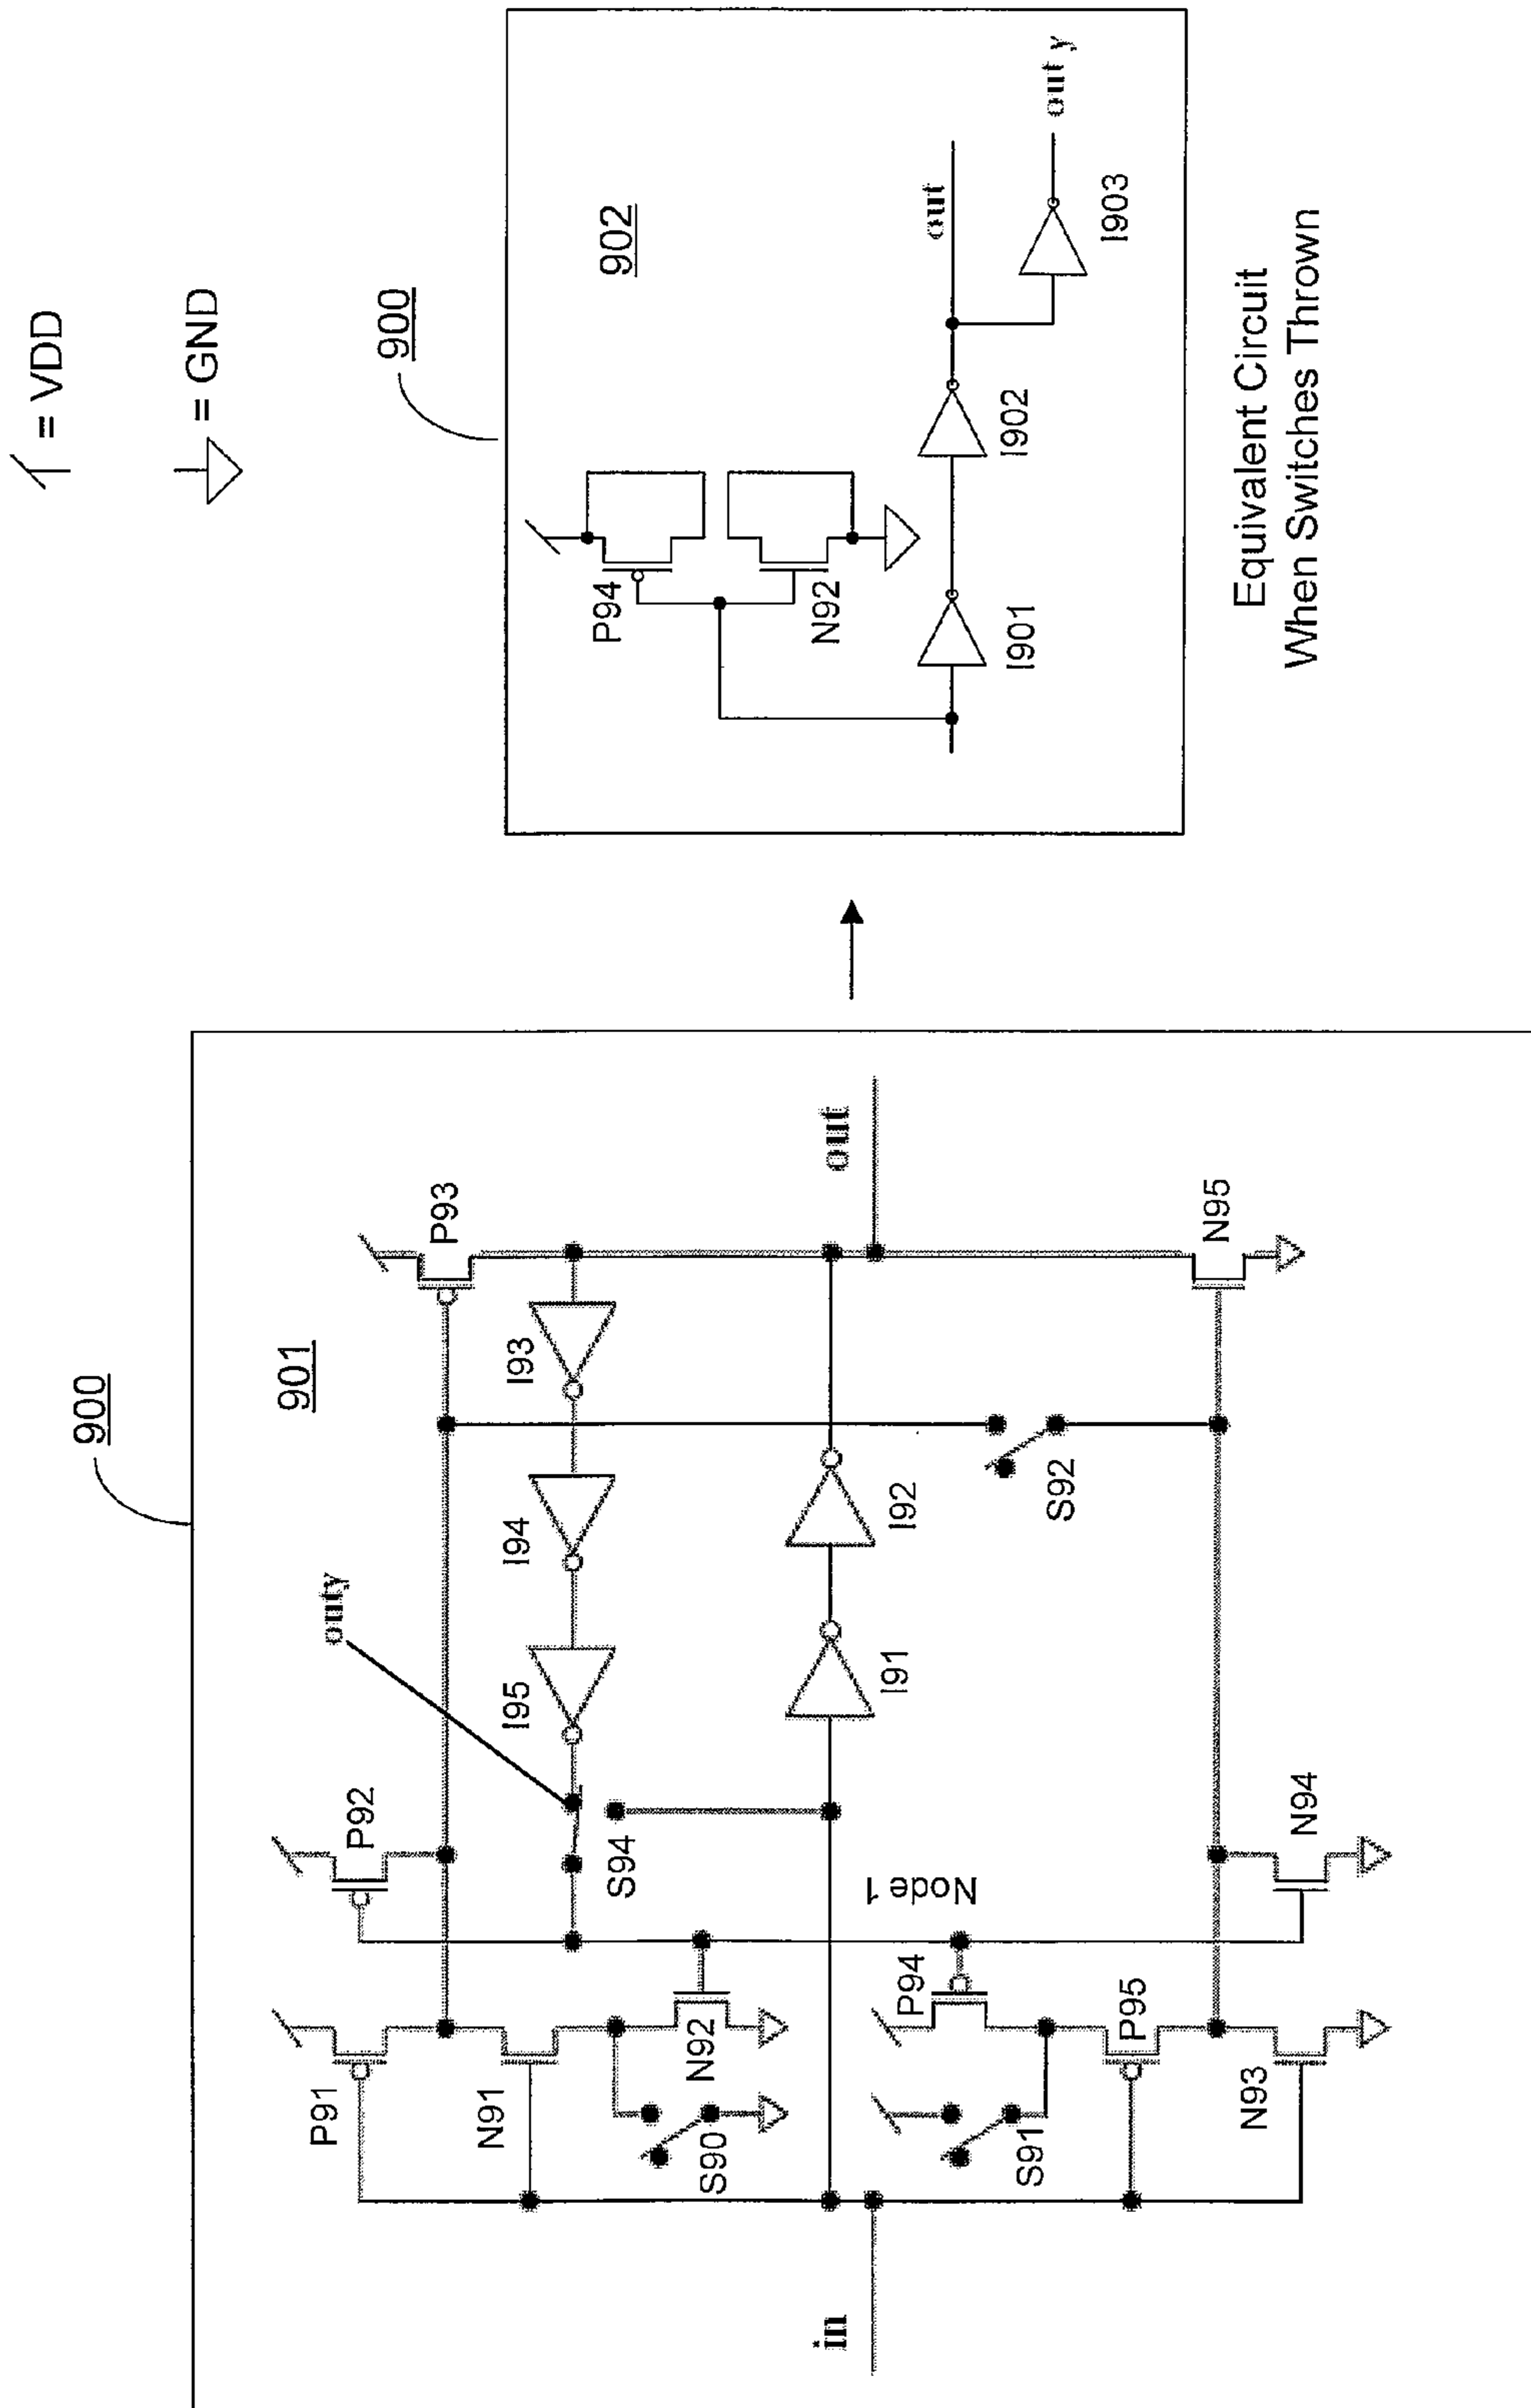 = VDD
= GND
900
901
P91
P92
P93
N91
outy
I95
I94
I93
S90
N92
S94
in
out
I91
I92
Node 1
S91
P94
P95
S92
N93
N94
N95
900
902
P94
N92
out
I901
I902
out y
I903
Equivalent Circuit
When Switches Thrown